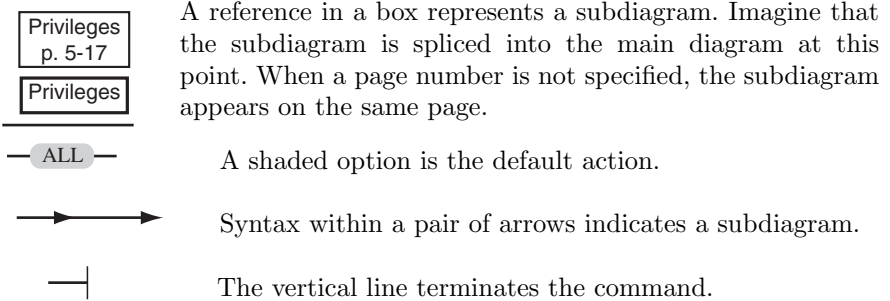 Privileges
p. 5-17
Privileges
A reference in a box represents a subdiagram. Imagine that
the subdiagram is spliced into the main diagram at this
point. When a page number is not specified, the subdiagram
appears on the same page.
ALL
A shaded option is the default action.
Syntax within a pair of arrows indicates a subdiagram.
The vertical line terminates the command.